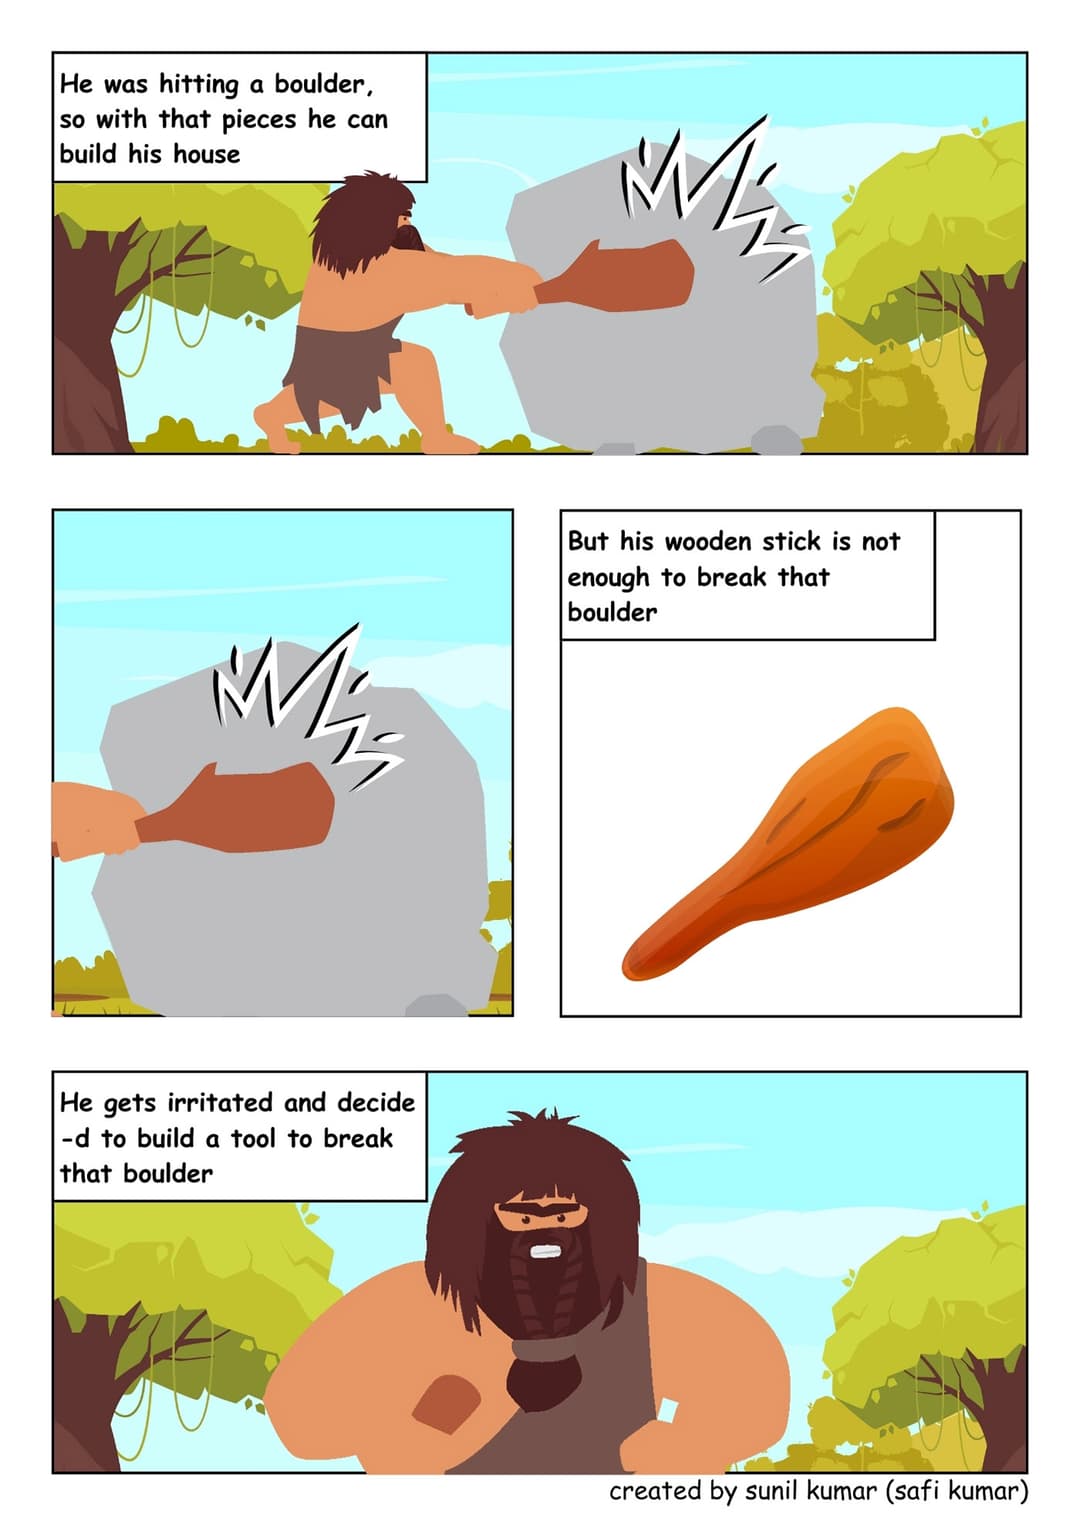 He was hitting a boulder,
so with that pieces he can
build his house
But his wooden stick is not
enough to break that
boulder
He gets irritated and decide
-d to build a tool to break
that boulder
created by sunil kumar (safi kumar)